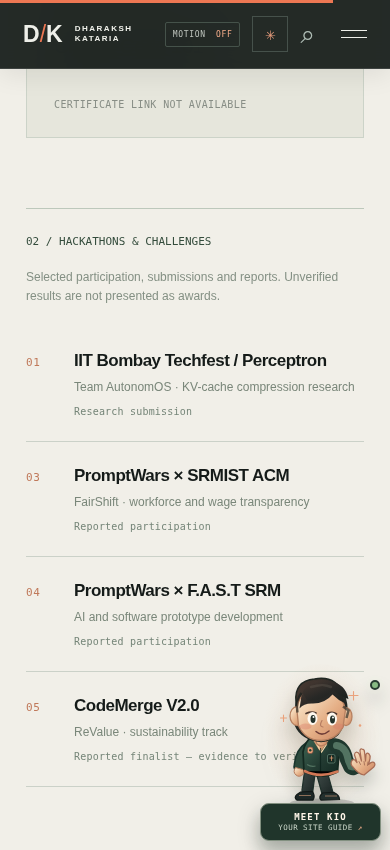 D/K
DHARAKSH
KATARIA
MOTION OFF
CERTIFICATE LINK NOT AVAILABLE
02 / HACKATHONS & CHALLENGES
Selected participation, submissions and reports. Unverified
results are not presented as awards.
01
IIT Bombay Techfest / Perceptron
Team AutonomOS · KV-cache compression research
Research submission
03
PromptWars × SRMIST ACM
FairShift · workforce and wage transparency
Reported participation
04
PromptWars × F.A.S.T SRM
AI and software prototype development
Reported participation
05
CodeMerge V2.0
ReValue · sustainability track
Reported finalist — evidence to
MEET KIO
YOUR SITE GUIDE ↗